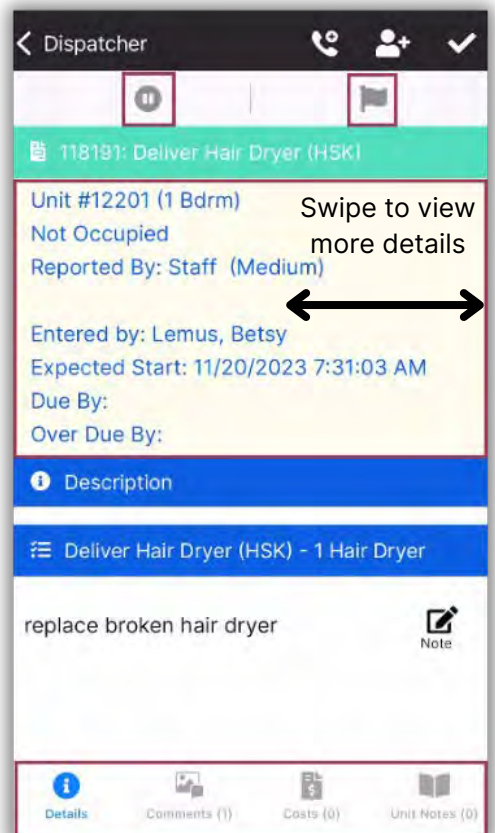 Dispatcher
118191: Deliver Hair Dryer (HSK)
Unit #12201 (1 Bdrm)
Not Occupied
Reported By: Staff (Medium)
Swipe to view
more details
Entered by: Lemus, Betsy
Expected Start: 11/20/2023 7:31:03 AM
Due By:
Over Due By:
Description
Deliver Hair Dryer (HSK) - 1 Hair Dryer
replace broken hair dryer
Note
Details
Comments (1)
Costs (0)
Unit Notes (0)